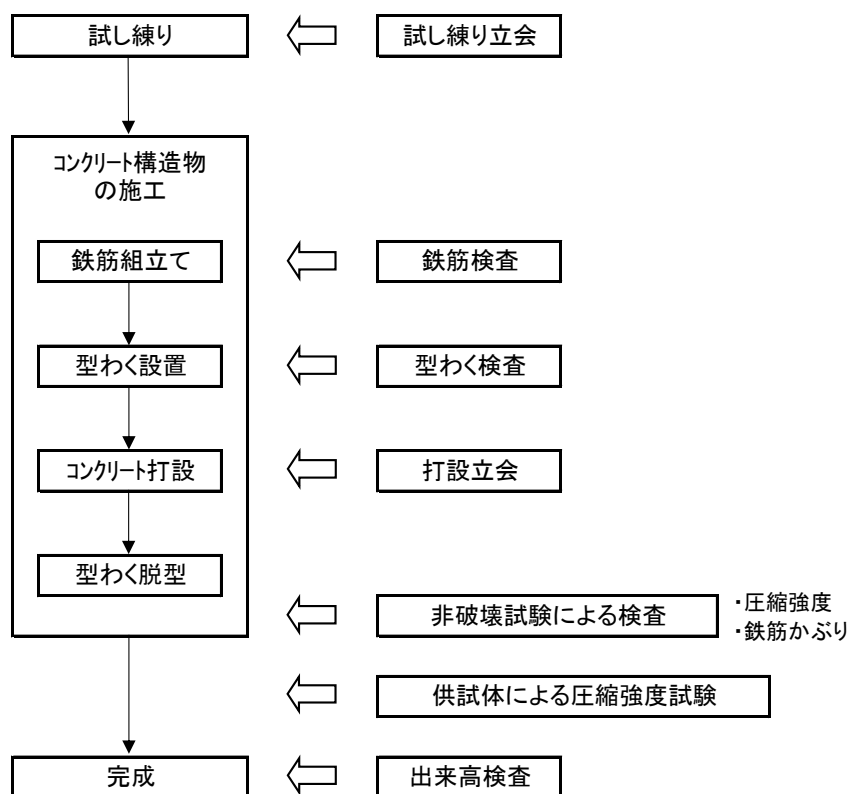 試し練り
試し練り立会
コンクリート構造物
の施工
鉄筋組立て
鉄筋検査
型わく設置
型わく検査
コンクリート打設
打設立会
型わく脱型
非破壊試験による検査
・圧縮強度
・鉄筋かぶり
供試体による圧縮強度試験
完成
出来高検査